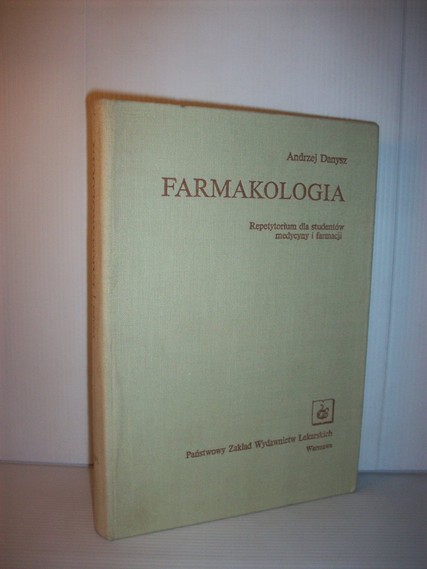 Andrzej Danysz
FARMAKOLOGIA
Repetytorium dla studentów
medycyny i farmacji
Państwowy Zakład Wydawnictw Lekarskich
Warszawa